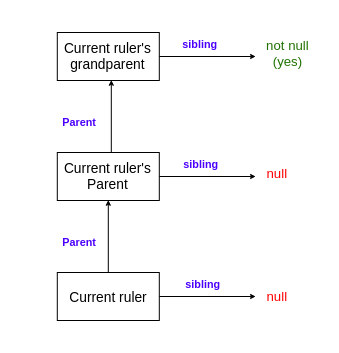 Current ruler's
grandparent
sibling
not null
(yes)
Parent
Current ruler's
Parent
sibling
null
Parent
Current ruler
sibling
null